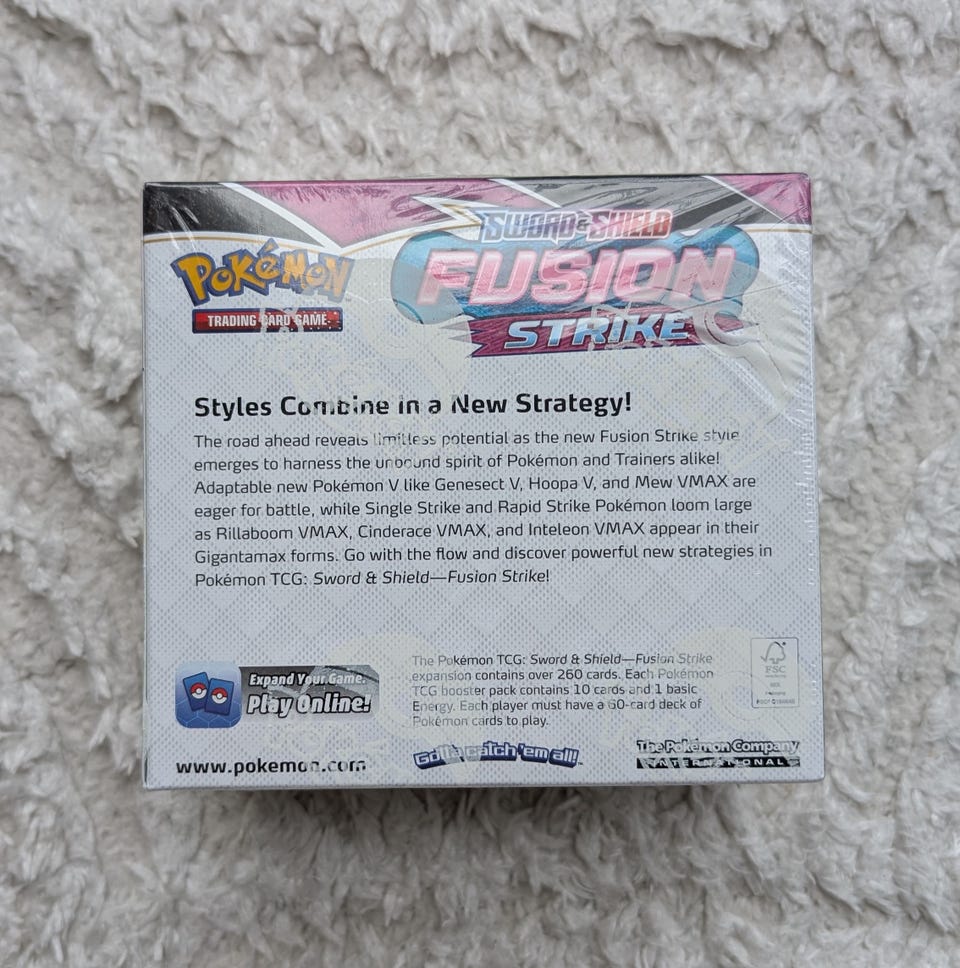 SWORD & SHIELD
POKéMON
FUSION
TRADING CARD GAME
STRIKE
Styles Combine in a New Strategy!
The road ahead reveals limitless potential as the new Fusion Strike style
emerges to harness the unbound spirit of Pokémon and Trainers alike!
Adaptable new Pokémon V like Genesect V, Hoopa V, and Mew VMAX are
eager for battle, while Single Strike and Rapid Strike Pokémon loom large
as Rillaboom VMAX, Cinderace VMAX, and Inteleon VMAX appear in their
Gigantamax forms. Go with the flow and discover powerful new strategies in
Pokémon TCG: Sword & Shield—Fusion Strike!
Expand Your Game.
Play Online!
www.pokemon.com
The Pokémon TCG: Sword & Shield—Fusion Strike
expansion contains over 260 cards. Each Pokémon
TCG booster pack contains 10 cards and 1 basic
Energy. Each player must have a 60-card deck of
Pokémon cards to play.
Gotta catch 'em all!
FSC
MIX
The Pokémon Company
INTERNATIONAL